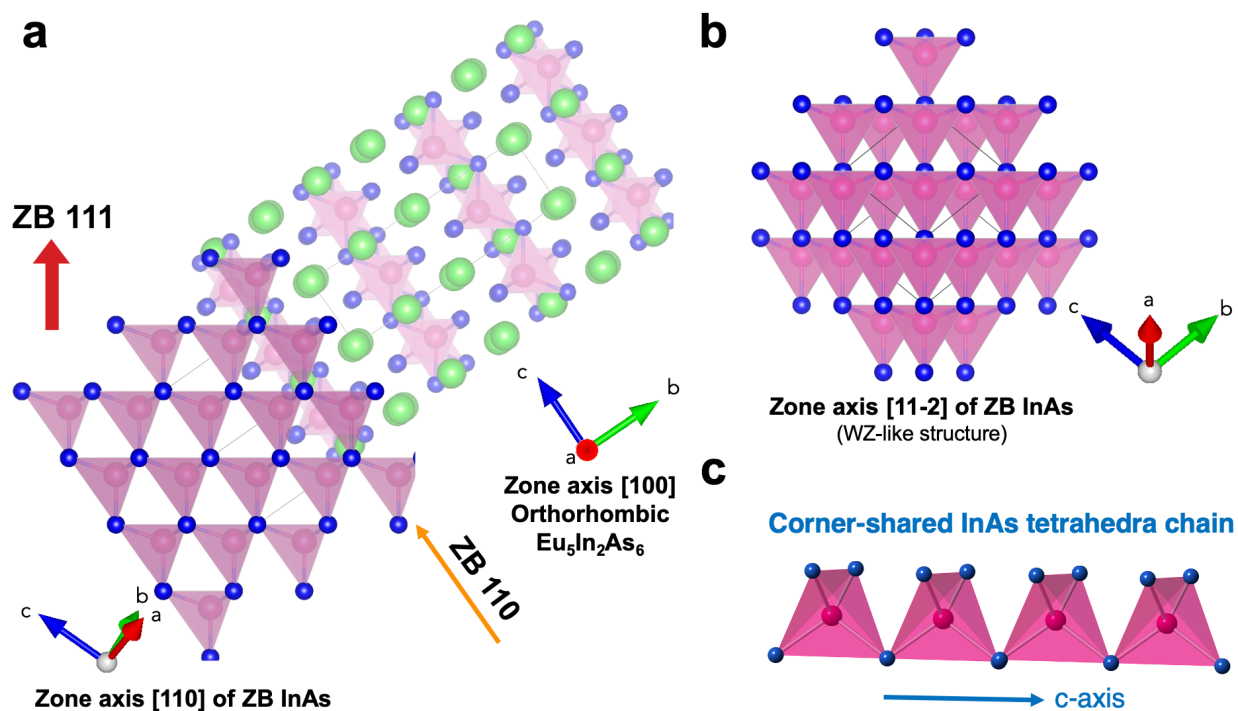 a
ZB 111
c
b
a
Zone axis [100]
Orthorhombic
Eu₅In₂As₆
ZB 110
c
b
a
Zone axis [110] of ZB InAs
b
c
a
b
Zone axis [11-2] of ZB InAs
(WZ-like structure)
c
Corner-shared InAs tetrahedra chain
c-axis